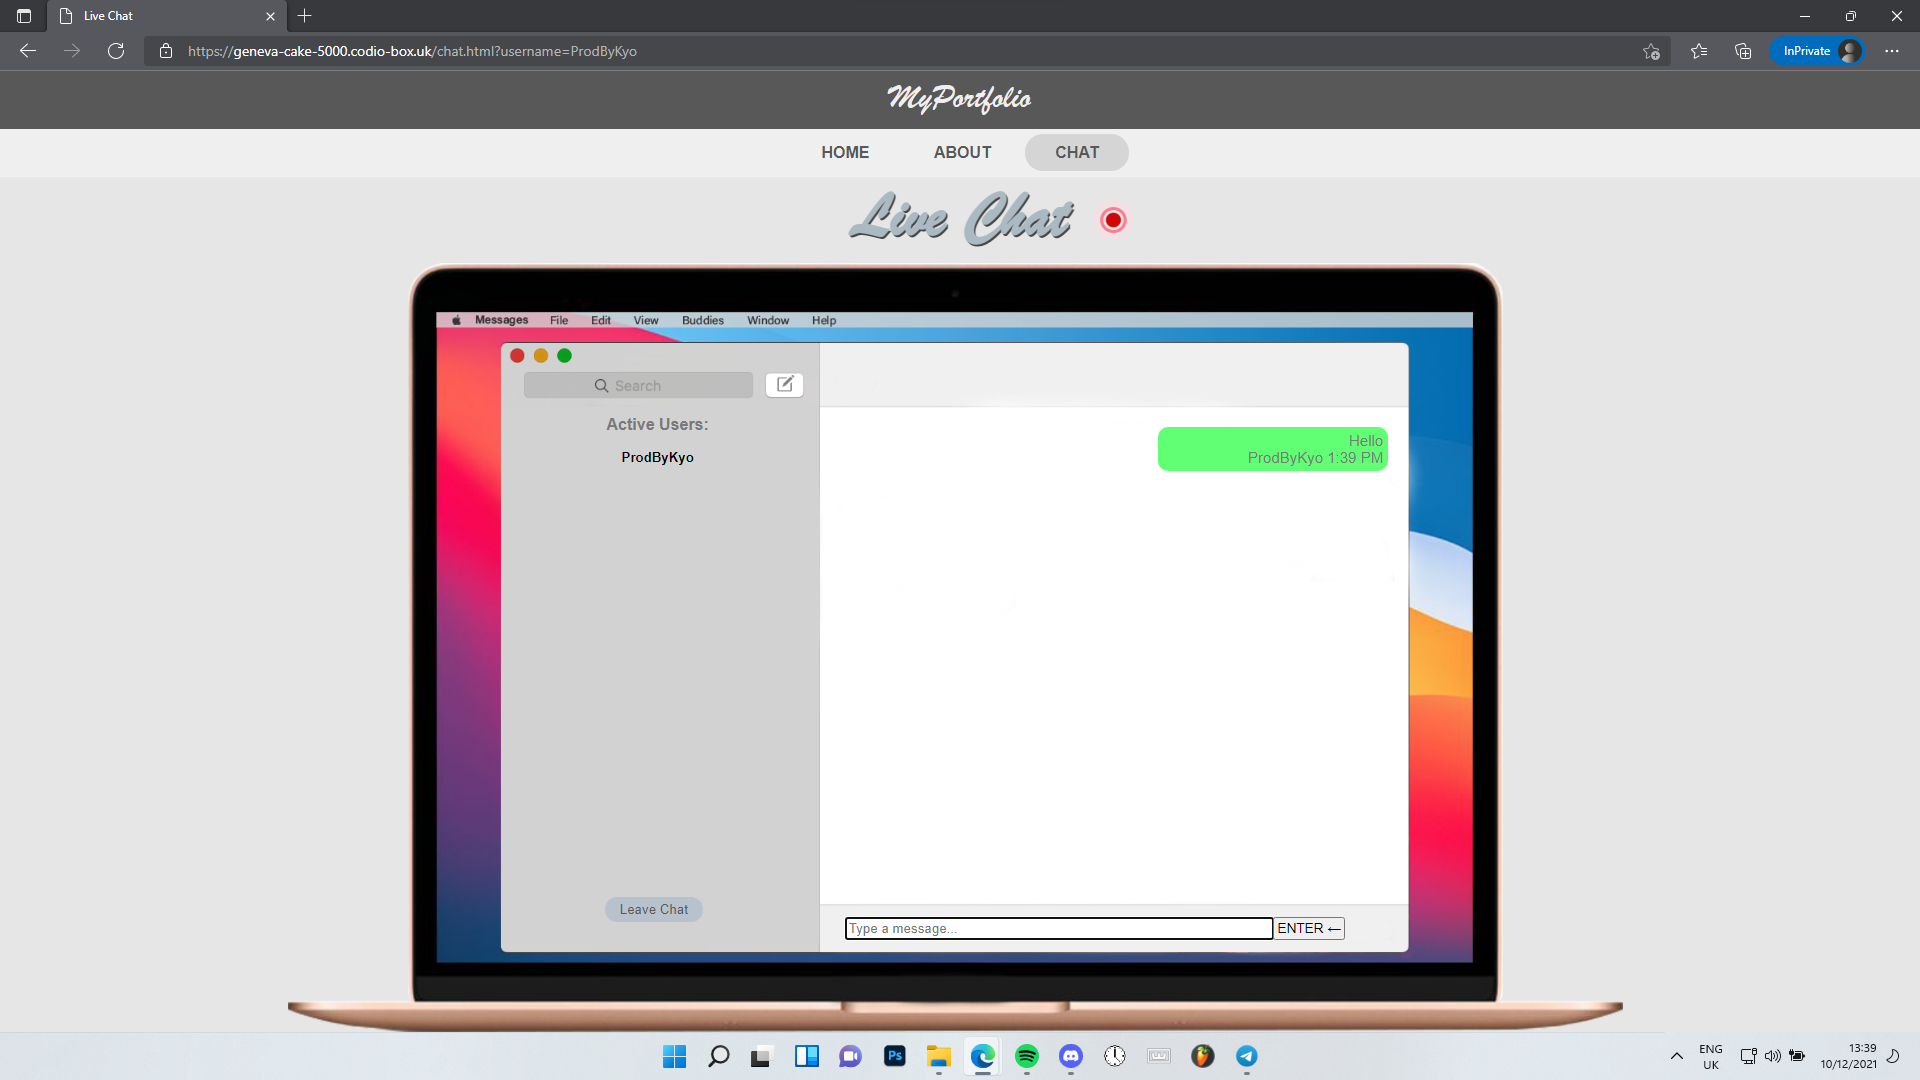 Live Chat
https://geneva-cake-5000.codio-box.uk/chat.html?username=ProdByKyo
InPrivate
MyPortfolio
HOME ABOUT CHAT
Live Chat
Messages File Edit View Buddies Window Help
Search
Active Users:
ProdByKyo
Hello
ProdByKyo 1:39 PM
Leave Chat
Type a message...
ENTER ←
Ps
ENG
UK
13:39
10/12/2021